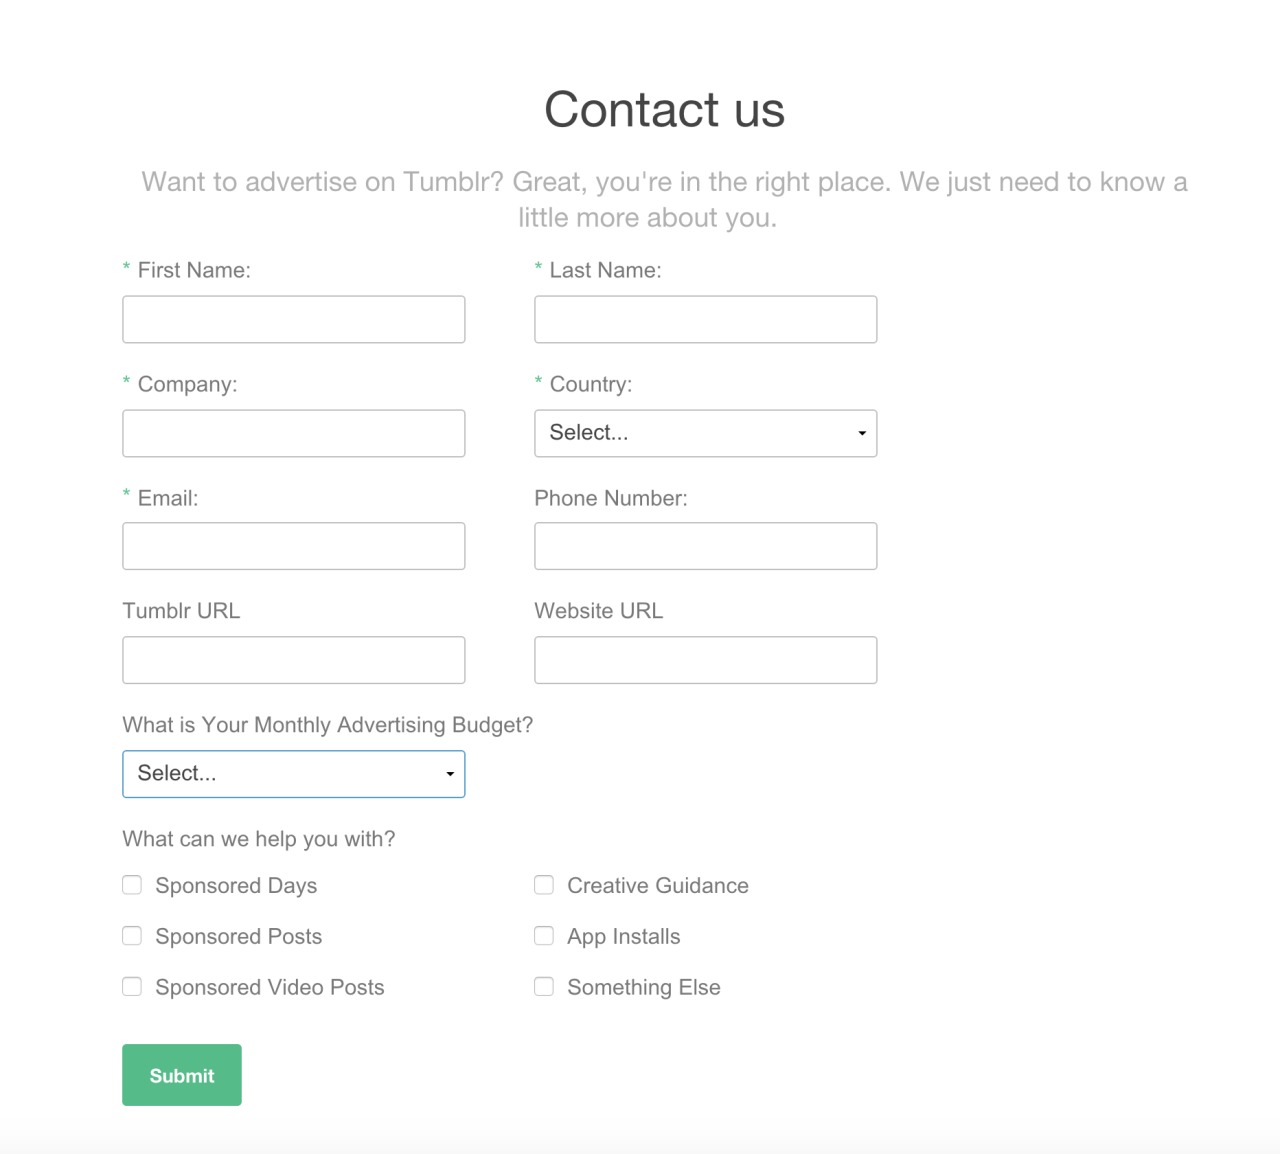 Contact us
Want to advertise on Tumblr? Great, you're in the right place. We just need to know a
little more about you.
* First Name:
* Last Name:
* Company:
* Country:
Select...
* Email:
Phone Number:
Tumblr URL
Website URL
What is Your Monthly Advertising Budget?
Select...
What can we help you with?
Sponsored Days
Creative Guidance
Sponsored Posts
App Installs
Sponsored Video Posts
Something Else
Submit